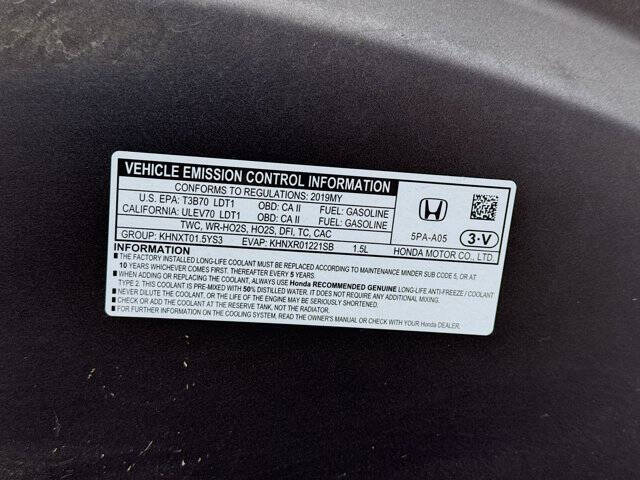 VEHICLE EMISSION CONTROL INFORMATION
CONFORMS TO REGULATIONS: 2019MY
U.S. EPA: T3B70 LDT1 OBD: CA II FUEL: GASOLINE
CALIFORNIA: ULEV70 LDT1 OBD: CA II FUEL: GASOLINE
TWC, WR-HO2S, HO2S, DFI, TC, CAC
GROUP: KHNXT01.5YS3 EVAP: KHNXR01221SB 1.5L
5PA-A05
3·V
HONDA MOTOR CO., LTD.
INFORMATION
■ THE FACTORY INSTALLED LONG-LIFE COOLANT MUST BE REPLACED ACCORDING TO MAINTENANCE MINDER SUB CODE 5, OR AT
10 YEARS WHICHEVER COMES FIRST. THEREAFTER EVERY 5 YEARS.
■ WHEN ADDING OR REPLACING THE COOLANT, ALWAYS USE Honda RECOMMENDED GENUINE LONG-LIFE ANTI-FREEZE / COOLANT
TYPE 2. THIS COOLANT IS PRE-MIXED WITH 50% DISTILLED WATER. IT DOES NOT REQUIRE ANY ADDITIONAL MIXING.
■ NEVER DILUTE THE COOLANT, OR THE LIFE OF THE ENGINE MAY BE SERIOUSLY SHORTENED.
■ CHECK OR ADD THE COOLANT AT THE RESERVE TANK, NOT THE RADIATOR.
■ FOR FURTHER INFORMATION ON THE COOLING SYSTEM, READ THE OWNER'S MANUAL OR CHECK WITH YOUR Honda DEALER.